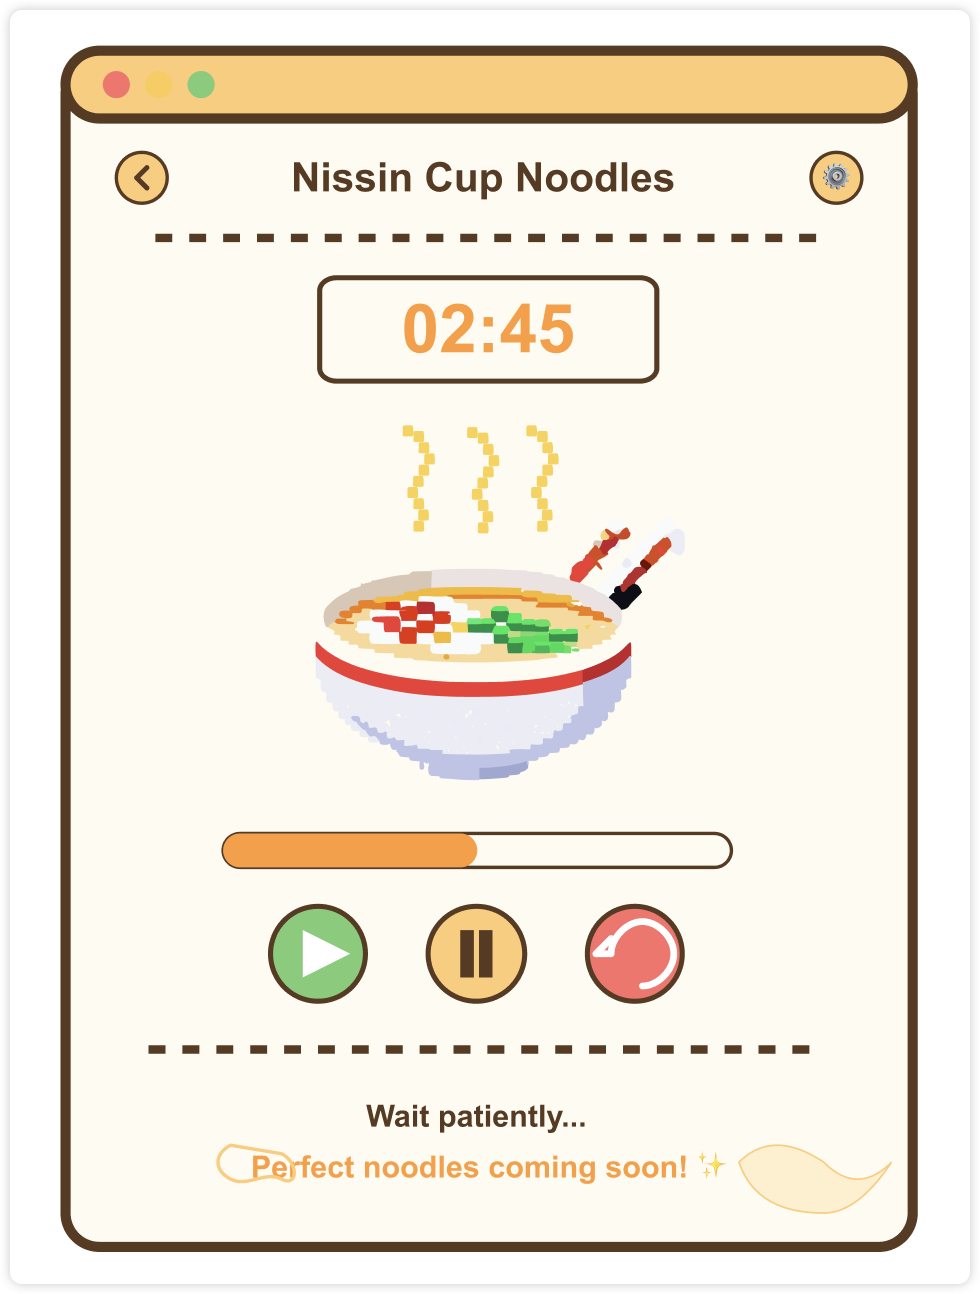 Nissin Cup Noodles
02:45
Wait patiently...
Perfect noodles coming soon! ✨